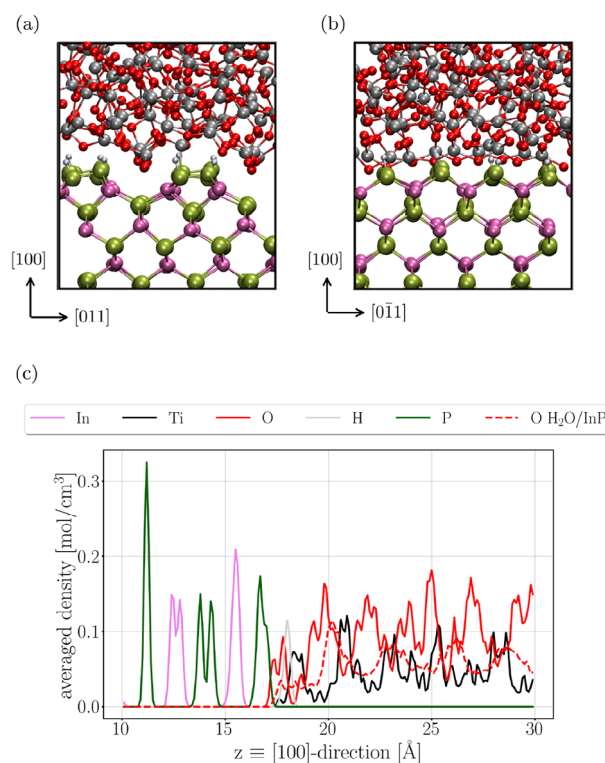 (a)
(b)
[100]
[011]
[100]
[01̄1]
(c)
In Ti O H P O H₂O/InP
averaged density [mol/cm³]
0.3
0.2
0.1
0.0
10 15 20 25 30
z ≡ [100]-direction [Å]